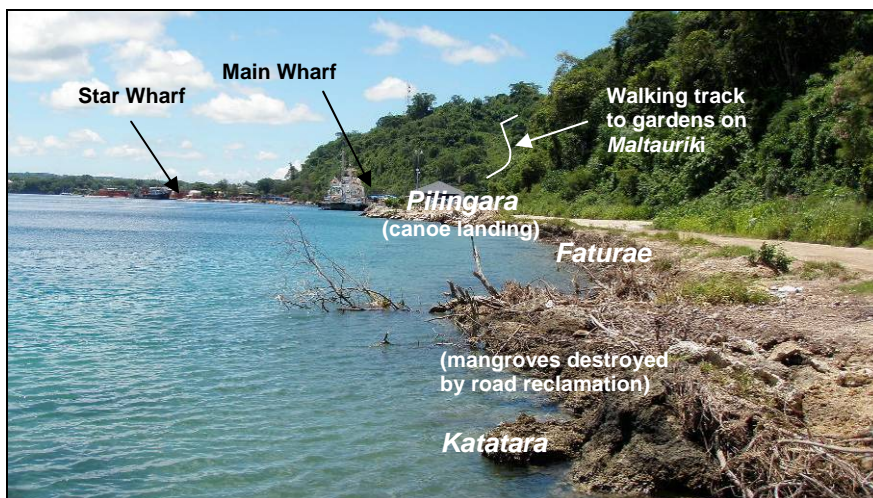 Main Wharf
Star Wharf
Walking track
to gardens on
Maltauriki
Pilingara
(canoe landing)
Faturae
(mangroves destroyed
by road reclamation)
Katatara